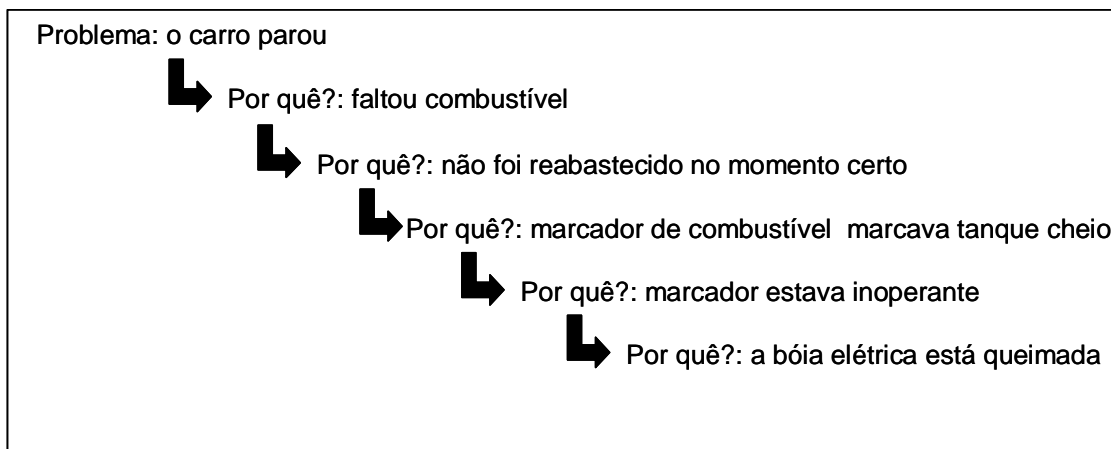 Problema: o carro parou
Por quê?: faltou combustível
Por quê?: não foi reabastecido no momento certo
Por quê?: marcador de combustível marcava tanque cheio
Por quê?: marcador estava inoperante
Por quê?: a bóia elétrica está queimada